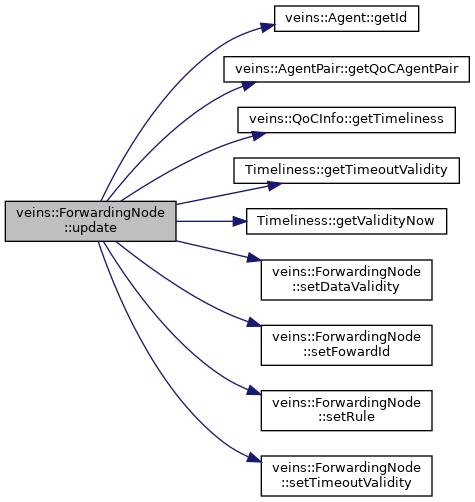 veins::Agent::getId
veins::AgentPair::getQoCAgentPair
veins::QoCInfo::getTimeliness
Timeliness::getTimeoutValidity
veins::ForwardingNode
::update
Timeliness::getValidityNow
veins::ForwardingNode
::setDataValidity
veins::ForwardingNode
::setFowardId
veins::ForwardingNode
::setRule
veins::ForwardingNode
::setTimeoutValidity